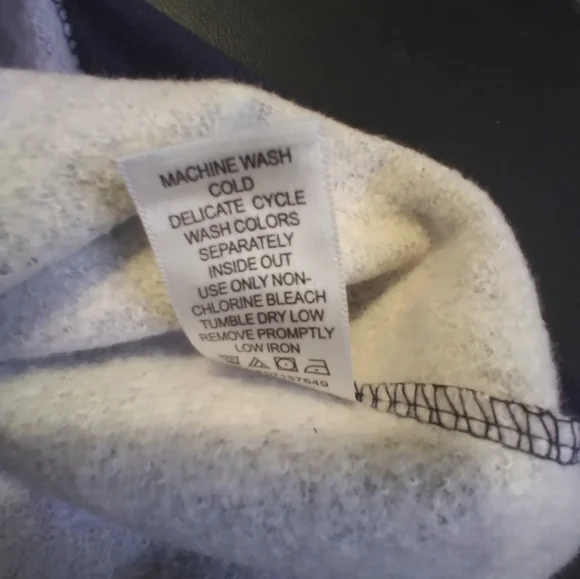 MACHINE WASH
COLD
DELICATE CYCLE
WASH COLORS
SEPARATELY
INSIDE OUT
USE ONLY NON-
CHLORINE BLEACH
TUMBLE DRY LOW
REMOVE PROMPTLY
LOW IRON